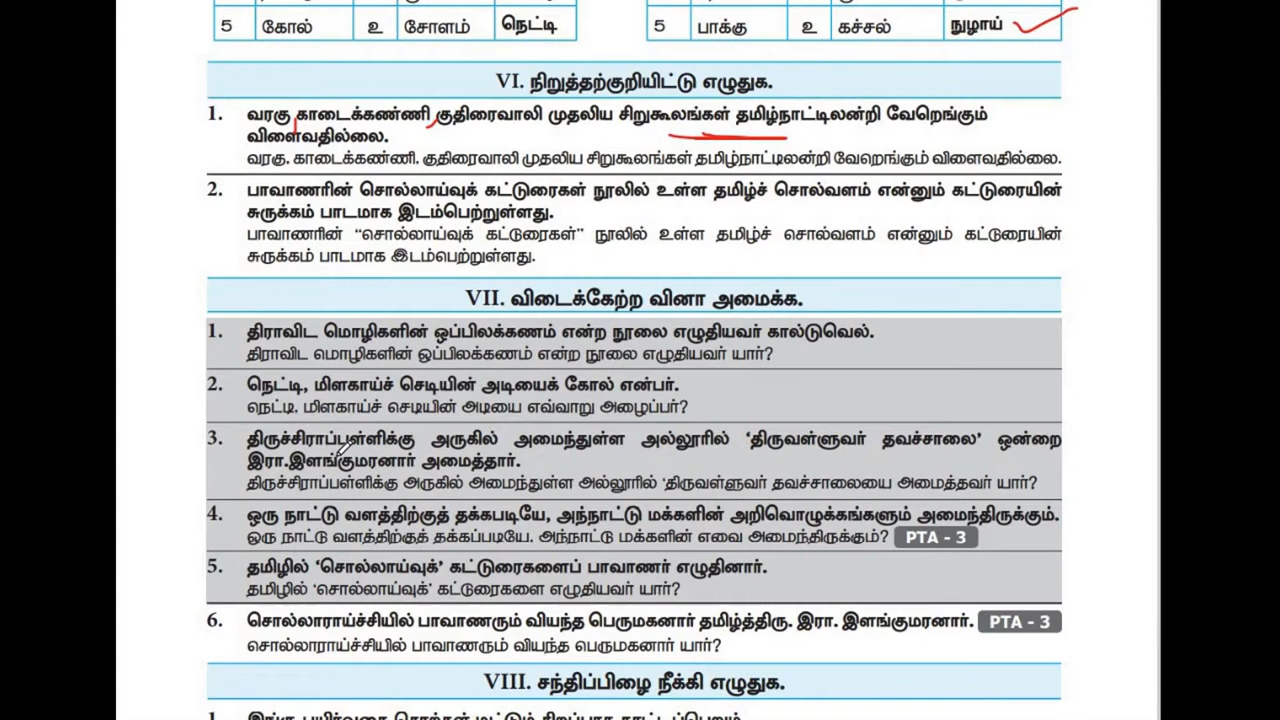 5 கோல் உ சோளம் நெட்டி 5 பாக்கு உ கச்சல் நுழாய்
VI. நிறுத்தற்குறியிட்டு எழுதுக.
1. வரகு காடைக்கண்ணி குதிரைவாலி முதலிய சிறுகூலங்கள் தமிழ்நாட்டிலன்றி வேறெங்கும்
விளைவதில்லை.
வரகு, காடைக்கண்ணி, குதிரைவாலி முதலிய சிறுகூலங்கள் தமிழ்நாட்டிலன்றி வேறெங்கும் விளைவதில்லை.
2. பாவாணரின் சொல்லாய்வுக் கட்டுரைகள் நூலில் உள்ள தமிழ்ச் சொல்வளம் என்னும் கட்டுரையின்
சுருக்கம் பாடமாக இடம்பெற்றுள்ளது.
பாவாணரின் “சொல்லாய்வுக் கட்டுரைகள்” நூலில் உள்ள தமிழ்ச் சொல்வளம் என்னும் கட்டுரையின்
சுருக்கம் பாடமாக இடம்பெற்றுள்ளது.
VII. விடைக்கேற்ற வினா அமைக்க.
1. திராவிட மொழிகளின் ஒப்பிலக்கணம் என்ற நூலை எழுதியவர் கால்டுவெல்.
திராவிட மொழிகளின் ஒப்பிலக்கணம் என்ற நூலை எழுதியவர் யார்?
2. நெட்டி, மிளகாய்ச் செடியின் அடியைக் கோல் என்பர்.
நெட்டி, மிளகாய்ச் செடியின் அடியை எவ்வாறு அழைப்பர்?
3. திருச்சிராப்பள்ளிக்கு அருகில் அமைந்துள்ள அல்லூரில் ‘திருவள்ளுவர் தவச்சாலை’ ஒன்றை
இரா.இளங்குமரனார் அமைத்தார்.
திருச்சிராப்பள்ளிக்கு அருகில் அமைந்துள்ள அல்லூரில் ‘திருவள்ளுவர் தவச்சாலையை அமைத்தவர் யார்?
4. ஒரு நாட்டு வளத்திற்குத் தக்கபடியே, அந்நாட்டு மக்களின் அறிவொழுக்கங்களும் அமைந்திருக்கும்.
ஒரு நாட்டு வளத்திற்குத் தக்கப்படியே, அந்நாட்டு மக்களின் எவை அமைந்திருக்கும்? PTA - 3
5. தமிழில் ‘சொல்லாய்வுக்’ கட்டுரைகளைப் பாவாணர் எழுதினார்.
தமிழில் ‘சொல்லாய்வுக்’ கட்டுரைகளை எழுதியவர் யார்?
6. சொல்லாராய்ச்சியில் பாவாணரும் வியந்த பெருமகனார் தமிழ்த்திரு. இரா. இளங்குமரனார். PTA - 3
சொல்லாராய்ச்சியில் பாவாணரும் வியந்த பெருமகனார் யார்?
VIII. சந்திப்பிழை நீக்கி எழுதுக.